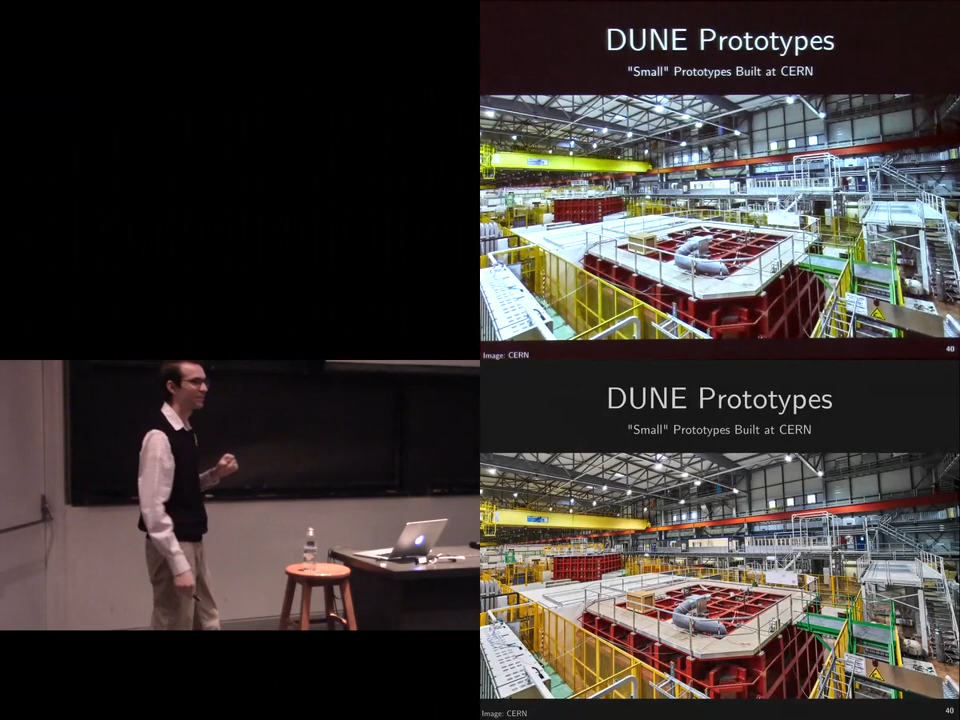 DUNE Prototypes
"Small" Prototypes Built at CERN
Image: CERN
40
DUNE Prototypes
"Small" Prototypes Built at CERN
Image: CERN
40